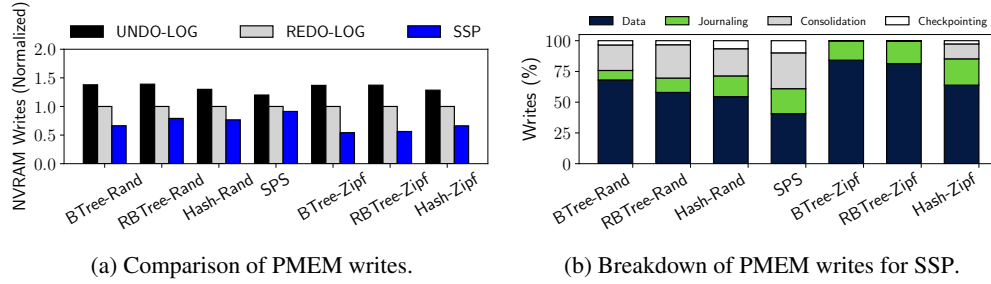 UNDO-LOG REDO-LOG SSP
NVRAM Writes (Normalized)
2.0
1.5
1.0
0.5
0.0
BTree-Rand
RBTree-Rand
Hash-Rand
SPS
BTree-Zipf
RBTree-Zipf
Hash-Zipf
(a) Comparison of PMEM writes.
Data Journaling Consolidation Checkpointing
Writes (%)
100
75
50
25
0
BTree-Rand
RBTree-Rand
Hash-Rand
SPS
BTree-Zipf
RBTree-Zipf
Hash-Zipf
(b) Breakdown of PMEM writes for SSP.